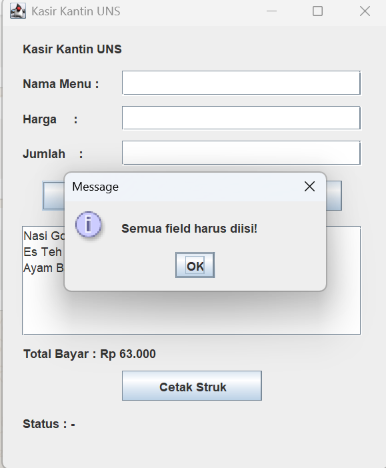 Kasir Kantin UNS
Kasir Kantin UNS
Nama Menu :
Harga :
Jumlah :
Message
Semua field harus diisi!
OK
Nasi
Es Teh
Ayam
Total Bayar : Rp 63.000
Cetak Struk
Status : -